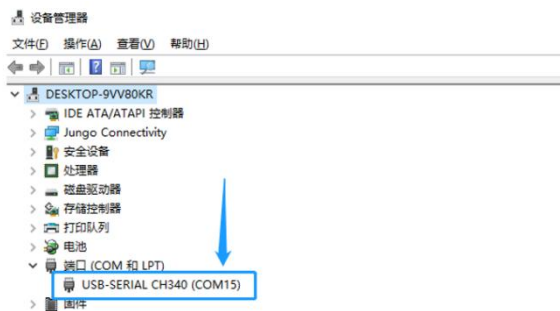 设备管理器
文件(F) 操作(A) 查看(V) 帮助(H)
DESKTOP-9VV80KR
IDE ATA/ATAPI 控制器
Jungo Connectivity
安全设备
处理器
磁盘驱动器
存储控制器
打印队列
电池
端口 (COM 和 LPT)
USB-SERIAL CH340 (COM15)
固件